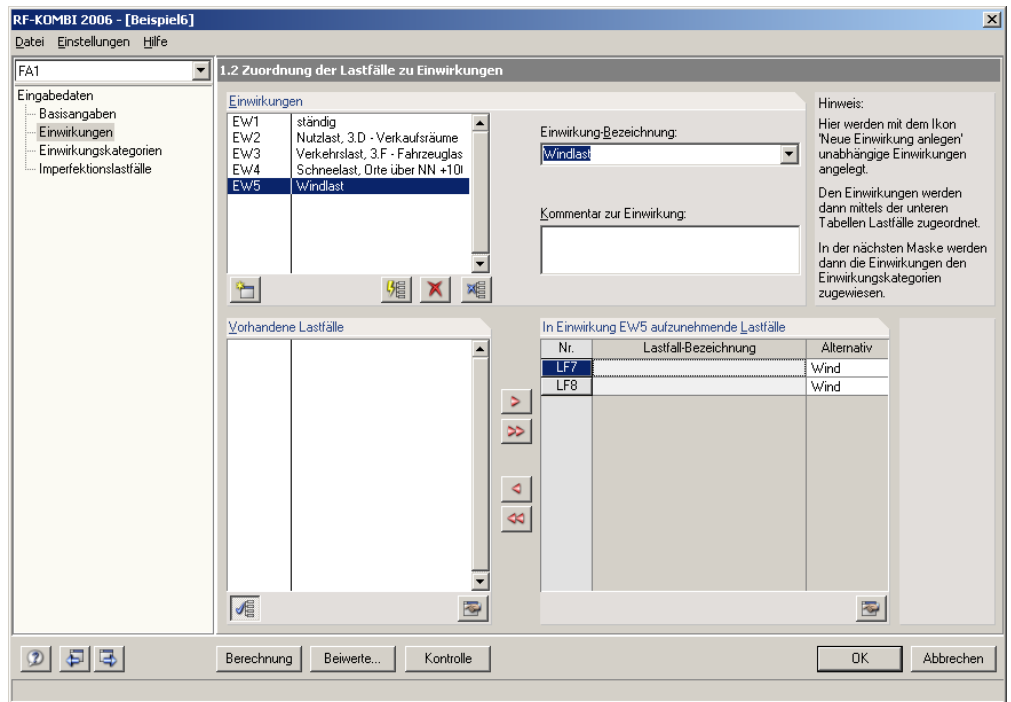 RF-KOMBI 2006 - [Beispiel6]
Datei Einstellungen Hilfe
FA1
1.2 Zuordnung der Lastfälle zu Einwirkungen
Eingabedaten
Basisangaben
Einwirkungen
Einwirkungskategorien
Imperfektionslastfälle
Einwirkungen
EW1 ständig
EW2 Nutzlast, 3.D - Verkaufsräume
EW3 Verkehrslast, 3.F - Fahrzeuglas
EW4 Schneelast, Orte über NN +10
EW5 Windlast
Einwirkung-Bezeichnung:
Windlast
Kommentar zur Einwirkung:
Hinweis:
Hier werden mit dem Ikon
'Neue Einwirkung anlegen'
unabhängige Einwirkungen
angelegt.
Den Einwirkungen werden
dann mittels der unteren
Tabellen Lastfälle zugeordnet.
In der nächsten Maske werden
dann die Einwirkungen den
Einwirkungskategorien
zugewiesen.
Vorhandene Lastfälle
In Einwirkung EW5 aufzunehmende Lastfälle
Nr. Lastfall-Bezeichnung Alternativ
LF7 Wind
LF8 Wind
Berechnung Beiwerte... Kontrolle OK Abbrechen